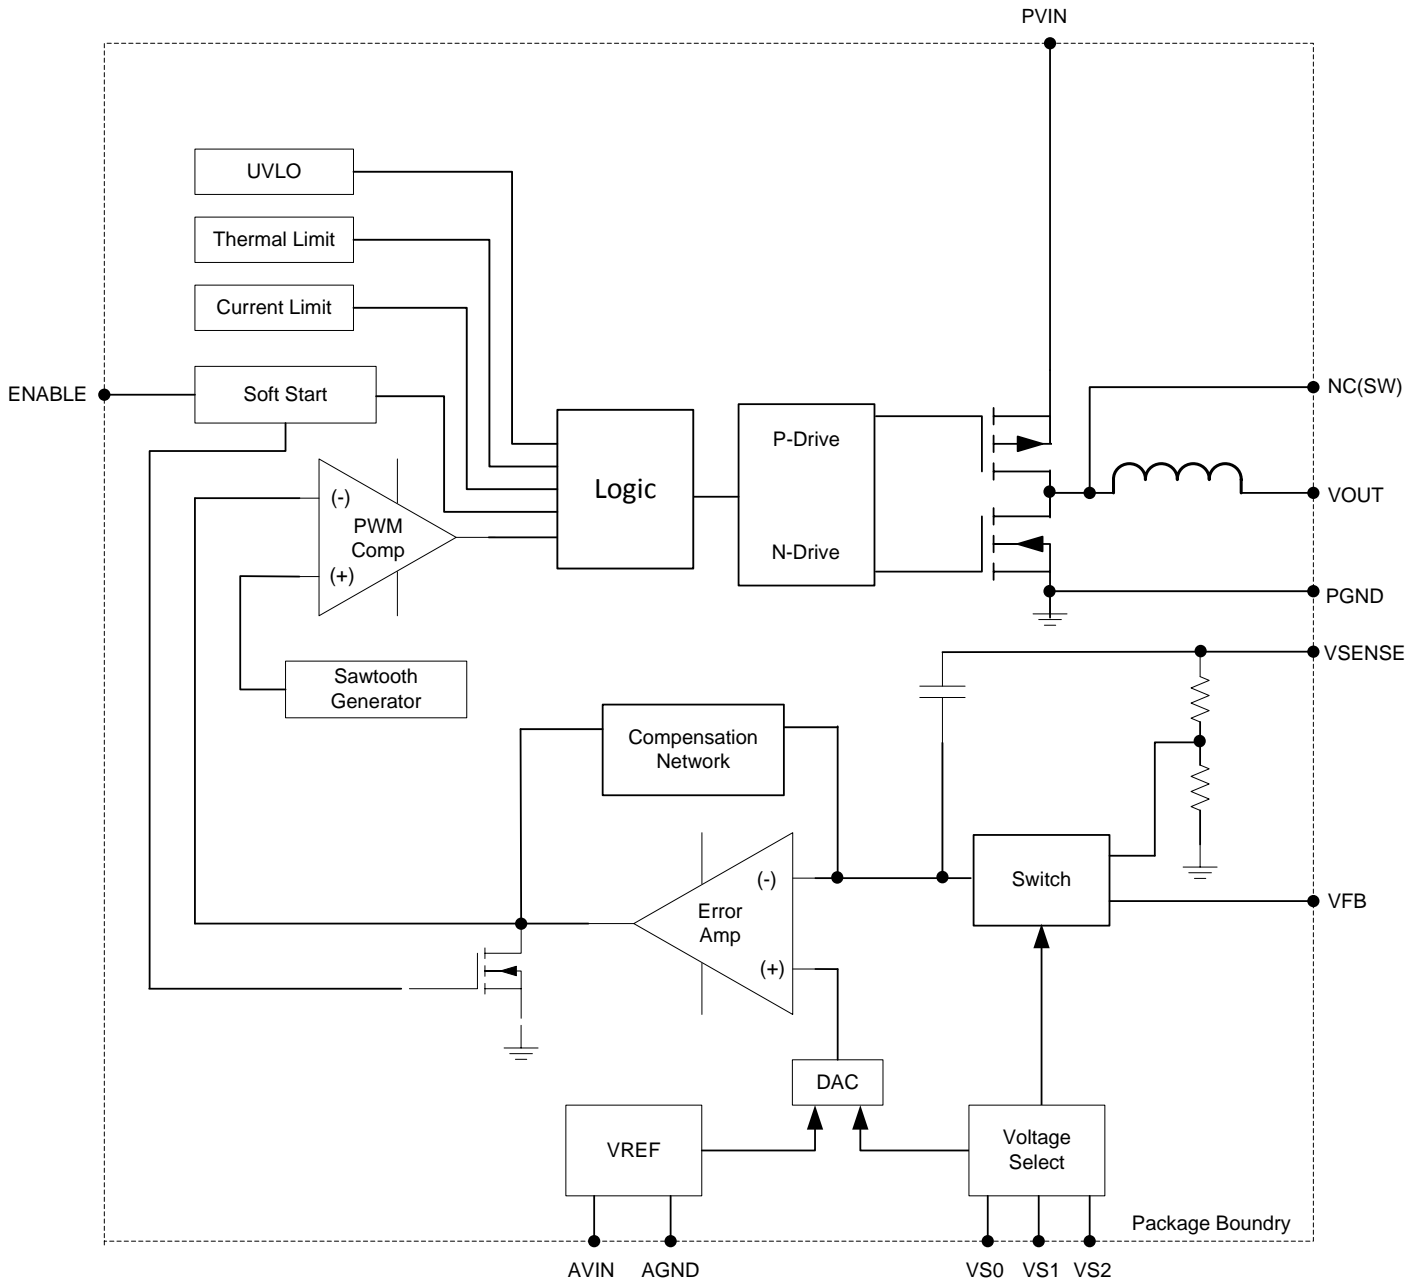 PVIN
UVLO
Thermal Limit
Current Limit
ENABLE
Soft Start
NC(SW)
P-Drive
Logic
(-)
PWM
Comp
(+)
N-Drive
VOUT
PGND
VSENSE
Sawtooth
Generator
Compensation
Network
(-)
Error
Amp
(+)
Switch
VFB
DAC
VREF
Voltage
Select
Package Boundry
AVIN
AGND
VS0
VS1
VS2